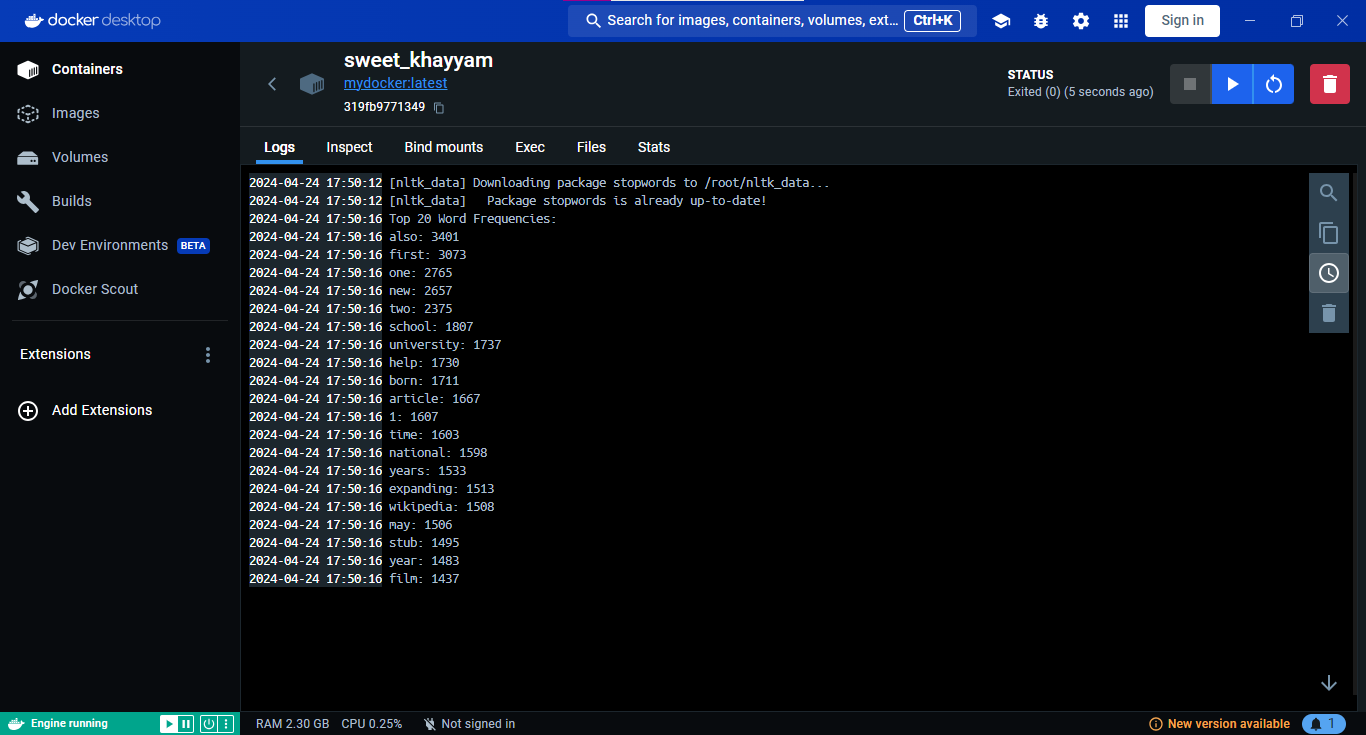 docker desktop
Search for images, containers, volumes, ext... Ctrl+K
Sign in
Containers
Images
Volumes
Builds
Dev Environments BETA
Docker Scout
Extensions
Add Extensions
sweet_khayyam
mydocker:latest
319fb9771349
STATUS
Exited (0) (5 seconds ago)
Logs Inspect Bind mounts Exec Files Stats
2024-04-24 17:50:12 [nltk_data] Downloading package stopwords to /root/nltk_data...
2024-04-24 17:50:12 [nltk_data]   Package stopwords is already up-to-date!
2024-04-24 17:50:16 Top 20 Word Frequencies:
2024-04-24 17:50:16 also: 3401
2024-04-24 17:50:16 first: 3073
2024-04-24 17:50:16 one: 2765
2024-04-24 17:50:16 new: 2657
2024-04-24 17:50:16 two: 2375
2024-04-24 17:50:16 school: 1807
2024-04-24 17:50:16 university: 1737
2024-04-24 17:50:16 help: 1730
2024-04-24 17:50:16 born: 1711
2024-04-24 17:50:16 article: 1667
2024-04-24 17:50:16 1: 1607
2024-04-24 17:50:16 time: 1603
2024-04-24 17:50:16 national: 1598
2024-04-24 17:50:16 years: 1533
2024-04-24 17:50:16 expanding: 1513
2024-04-24 17:50:16 wikipedia: 1508
2024-04-24 17:50:16 may: 1506
2024-04-24 17:50:16 stub: 1495
2024-04-24 17:50:16 year: 1483
2024-04-24 17:50:16 film: 1437
Engine running
RAM 2.30 GB CPU 0.25% Not signed in
New version available
1